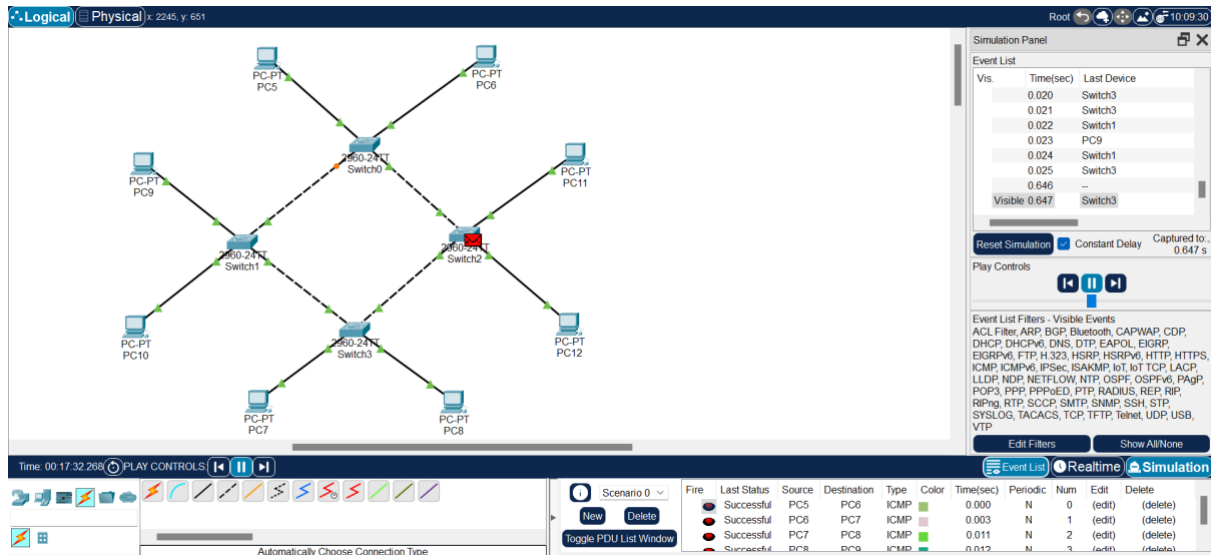 Logical
Physical
x: 2245, y: 651
Root
10:09:30
PC-PT
PC5
PC-PT
PC6
2960-24TT
Switch0
PC-PT
PC9
PC-PT
PC11
2960-24TT
Switch1
2960-24TT
Switch2
PC-PT
PC10
2960-24TT
Switch3
PC-PT
PC12
PC-PT
PC7
PC-PT
PC8
Simulation Panel
Event List
Vis. Time(sec) Last Device
0.020 Switch3
0.021 Switch3
0.022 Switch1
0.023 PC9
0.024 Switch1
0.025 Switch3
0.646 --
Visible 0.647 Switch3
Reset Simulation Constant Delay Captured to:.
0.647 s
Play Controls
Event List Filters - Visible Events
ACL Filter, ARP, BGP, Bluetooth, CAPWAP, CDP,
DHCP, DHCPv6, DNS, DTP, EAPOL, EIGRP,
EIGRPv6, FTP, H.323, HSRP, HSRPv6, HTTP, HTTPS,
ICMP, ICMPv6, IPSec, ISAKMP, IoT, IoT TCP, LACP,
LLDP, NDP, NETFLOW, NTP, OSPF, OSPFv6, PAgP,
POP3, PPP, PPPoED, PTP, RADIUS, REP, RIP,
RIPng, RTP, SCCP, SMTP, SNMP, SSH, STP,
SYSLOG, TACACS, TCP, TFTP, Telnet, UDP, USB,
VTP
Edit Filters Show All/None
Time: 00:17:32.268 PLAY CONTROLS:
Event List Realtime Simulation
Automatically Choose Connection Type
Scenario 0
New Delete
Toggle PDU List Window
Fire Last Status Source Destination Type Color Time(sec) Periodic Num Edit Delete
Successful PC5 PC6 ICMP 0.000 N 0 (edit) (delete)
Successful PC6 PC7 ICMP 0.003 N 1 (edit) (delete)
Successful PC7 PC8 ICMP 0.011 N 2 (edit) (delete)
Successful PC8 PC9 ICMP 0.012 N 3 (edit) (delete)